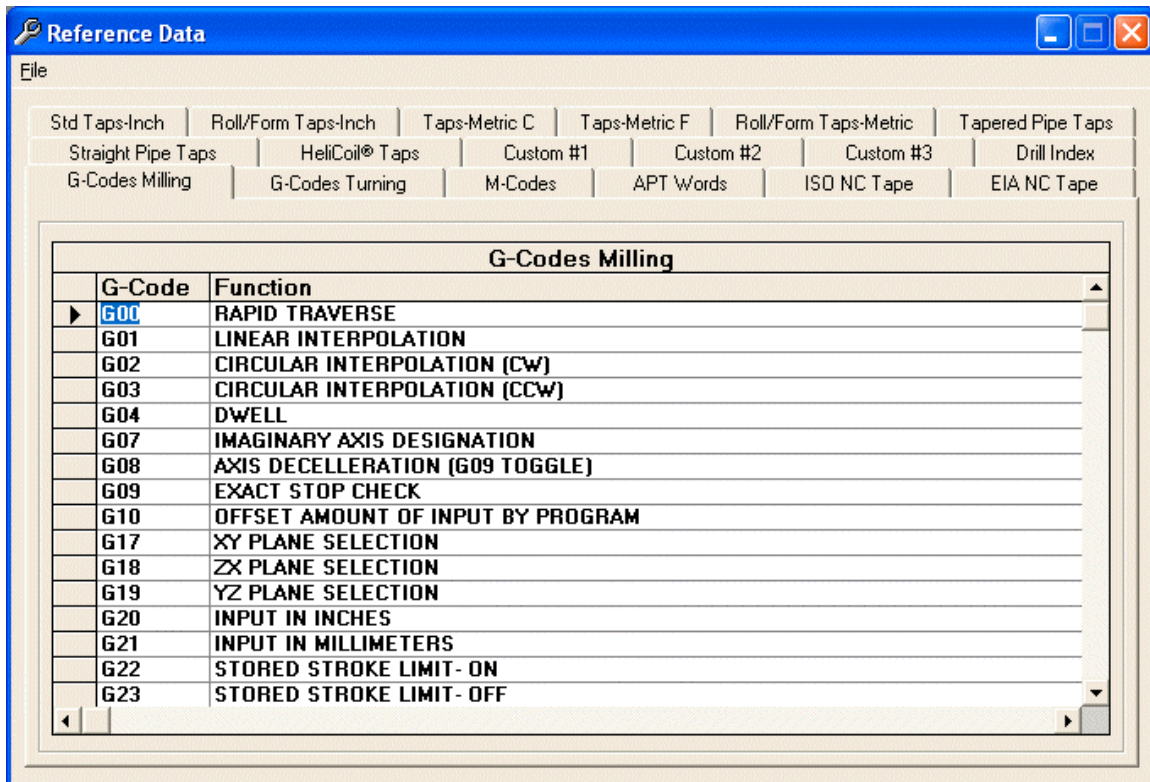 Reference Data
File
Std Taps-Inch Roll/Form Taps-Inch Taps-Metric C Taps-Metric F Roll/Form Taps-Metric Tapered Pipe Taps
Straight Pipe Taps HeliCoil® Taps Custom #1 Custom #2 Custom #3 Drill Index
G-Codes Milling G-Codes Turning M-Codes APT Words ISO NC Tape EIA NC Tape
G-Codes Milling
G-Code Function
G00 RAPID TRAVERSE
G01 LINEAR INTERPOLATION
G02 CIRCULAR INTERPOLATION (CW)
G03 CIRCULAR INTERPOLATION (CCW)
G04 DWELL
G07 IMAGINARY AXIS DESIGNATION
G08 AXIS DECELLERATION (G09 TOGGLE)
G09 EXACT STOP CHECK
G10 OFFSET AMOUNT OF INPUT BY PROGRAM
G17 XY PLANE SELECTION
G18 ZX PLANE SELECTION
G19 YZ PLANE SELECTION
G20 INPUT IN INCHES
G21 INPUT IN MILLIMETERS
G22 STORED STROKE LIMIT- ON
G23 STORED STROKE LIMIT- OFF